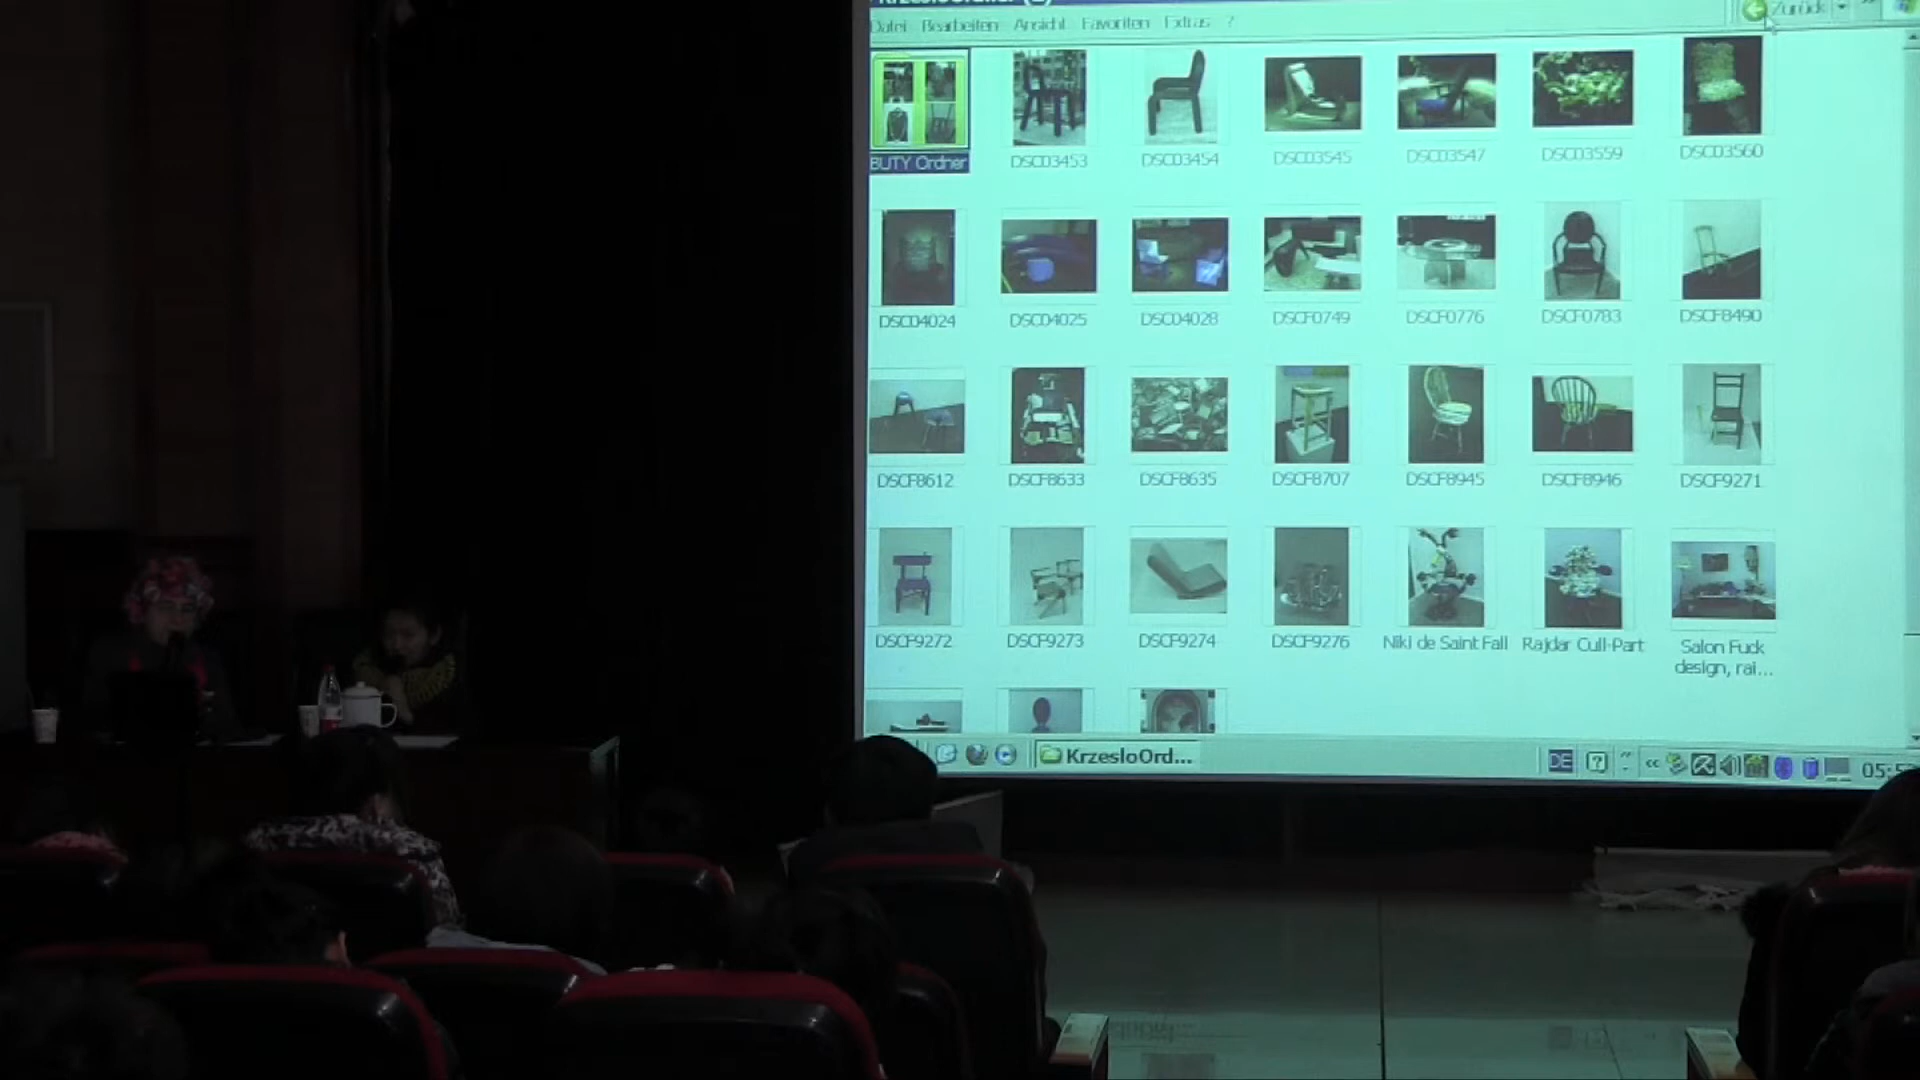 Datei Bearbeiten Ansicht Favoriten Extras ?
Zurück
BUTY Ordner
DSC03453
DSC03454
DSC03545
DSC03547
DSC03559
DSC03560
DSC04024
DSC04025
DSC04028
DSCF0749
DSCF0776
DSCF0783
DSCF8490
DSCF8612
DSCF8633
DSCF8635
DSCF8707
DSCF8945
DSCF8946
DSCF9271
DSCF9272
DSCF9273
DSCF9274
DSCF9276
Niki de Saint Fall
Rajdar Cull-Part
Salon Fuck
design, rai...
KrzesloOrd...
DE